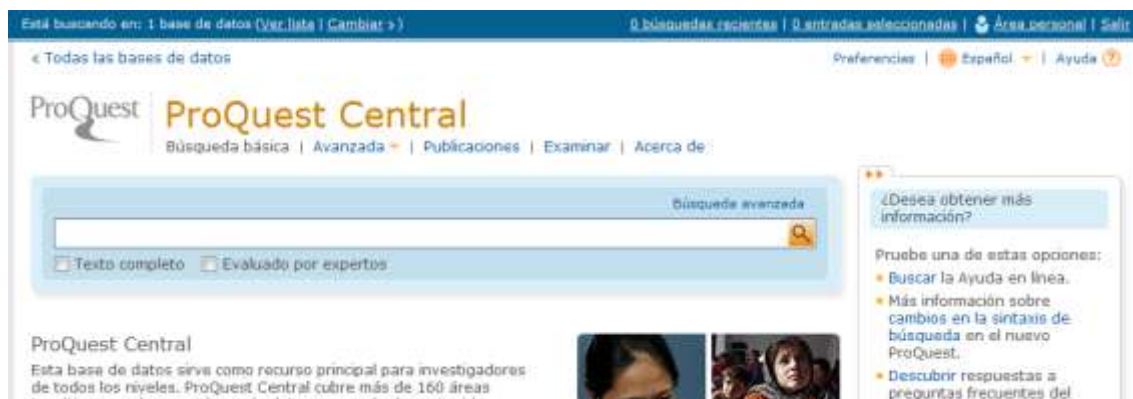 Está buscando en: 1 base de datos (Ver lista | Cambiar >) 0 búsquedas recientes | 0 entradas seleccionadas | Área personal | Salir
« Todas las bases de datos Preferencias | Español | Ayuda ?
ProQuest
ProQuest Central
Búsqueda básica | Avanzada | Publicaciones | Examinar | Acerca de
Búsqueda avanzada
Texto completo Evaluado por expertos
¿Desea obtener más
información?
Pruebe una de estas opciones:
Buscar la Ayuda en línea.
Más información sobre
cambios en la sintaxis de
búsqueda en el nuevo
ProQuest.
Descubrir respuestas a
preguntas frecuentes del
ProQuest Central
Esta base de datos sirve como recurso principal para investigadores
de todos los niveles. ProQuest Central cubre más de 160 áreas